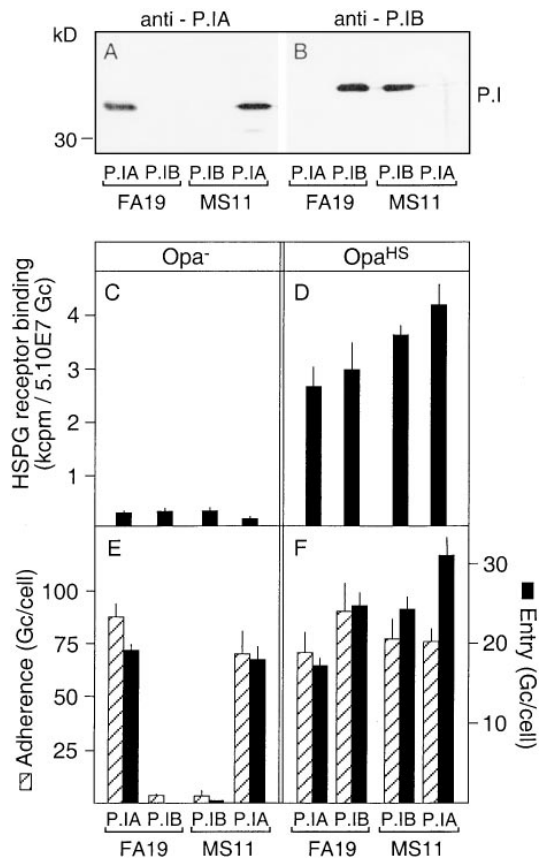 anti - P.IA anti - P.IB
kD
A B
P.I
30
P.IA P.IB P.IB P.IA P.IA P.IB P.IB P.IA
FA19 MS11 FA19 MS11
Opa- OpaHS
C D
HSPG receptor binding
(kcpm / 5.10E7 Gc)
4
3
2
1
E F
Adherence (Gc/cell)
100
75
50
25
30
20
10
Entry (Gc/cell)
P.IA P.IB P.IB P.IA P.IA P.IB P.IB P.IA
FA19 MS11 FA19 MS11